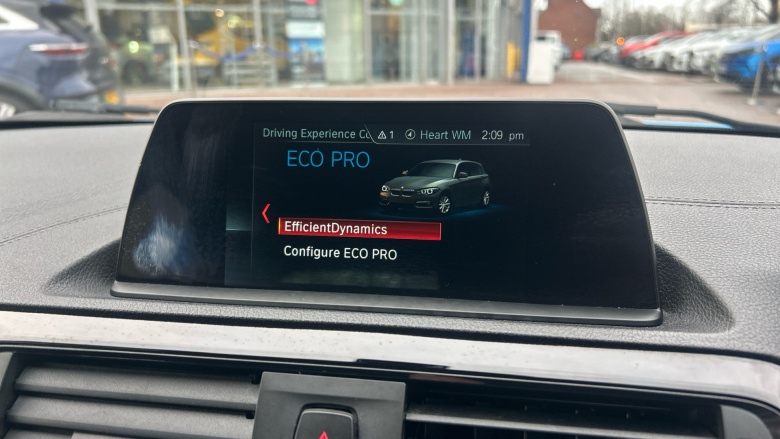 Driving Experience Co ⚠ 1 Heart WM 2:09 pm
ECO PRO
EfficientDynamics
Configure ECO PRO